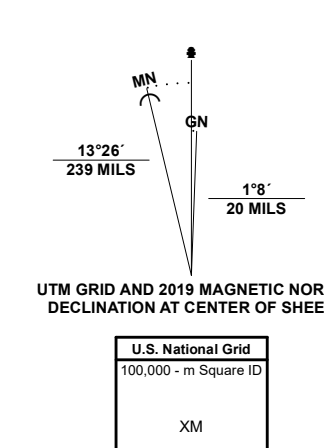 MN
GN
13°26´
239 MILS
1°8´
20 MILS
UTM GRID AND 2019 MAGNETIC NOR
DECLINATION AT CENTER OF SHEE
U.S. National Grid
100,000 - m Square ID
XM